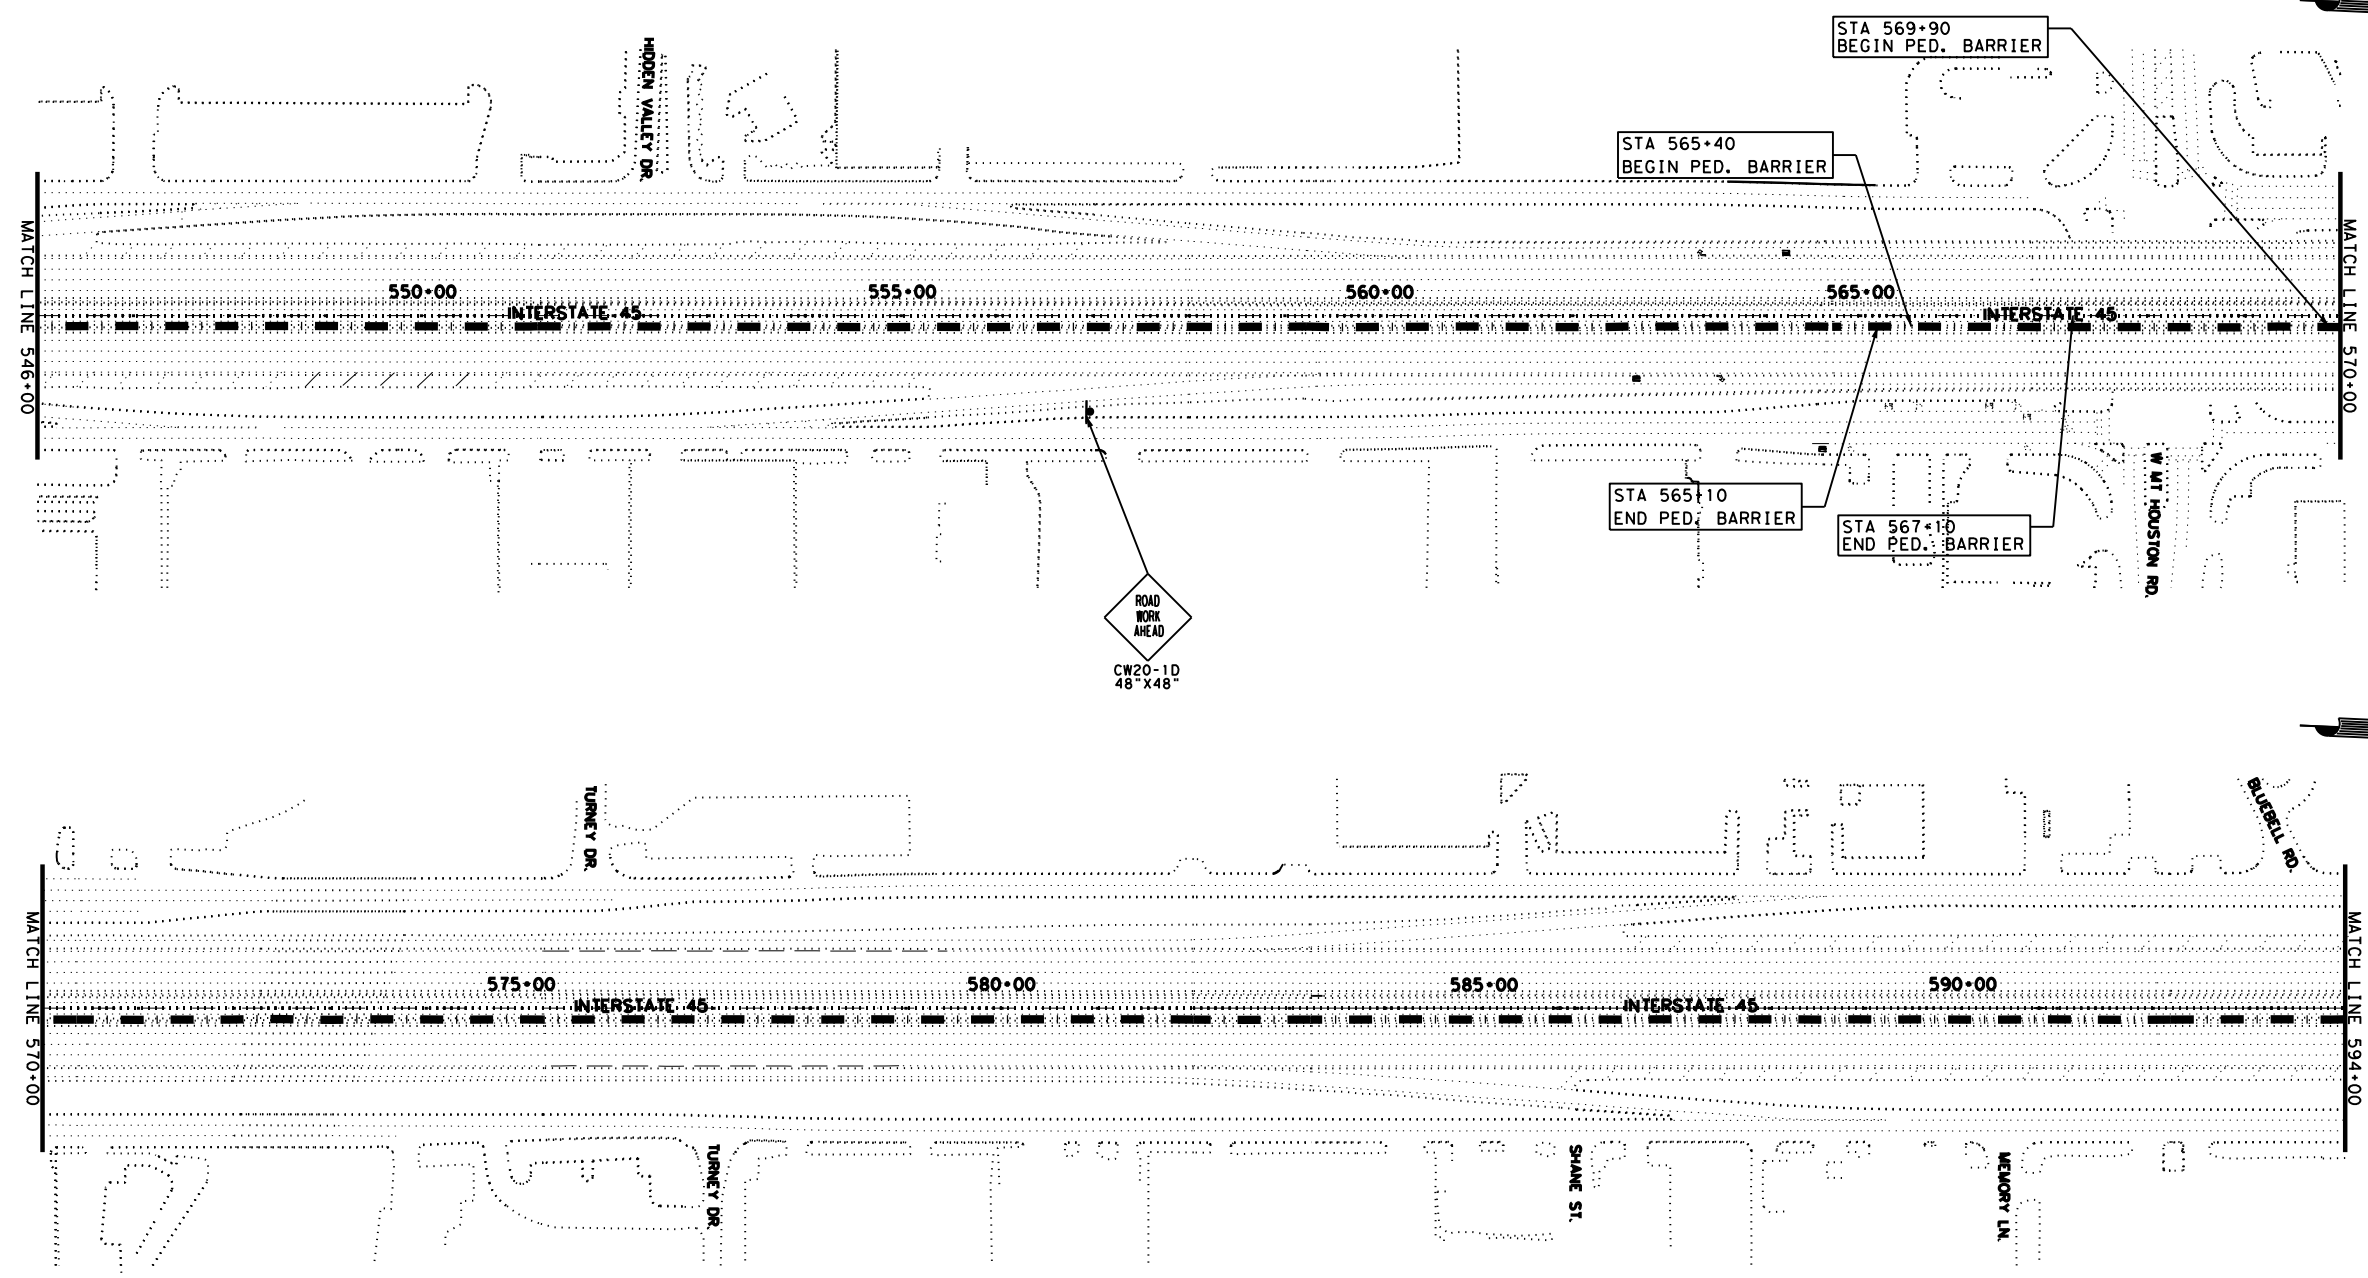 STA 569+90
BEGIN PED. BARRIER
STA 565+40
BEGIN PED. BARRIER
HIDDEN VALLEY DR.
MATCH LINE 546+00
MATCH LINE 570+00
550+00
555+00
560+00
565+00
INTERSTATE 45
INTERSTATE 45
STA 565+10
END PED. BARRIER
STA 567+10
END PED. BARRIER
W MT HOUSTON RD.
ROAD
WORK
AHEAD
CW20-1D
48"X48"
TURNEY DR.
BLUEBELL RD.
MATCH LINE 570+00
MATCH LINE 594+00
575+00
580+00
585+00
590+00
INTERSTATE 45
INTERSTATE 45
TURNEY DR.
SHANE ST.
MEMORY LN.